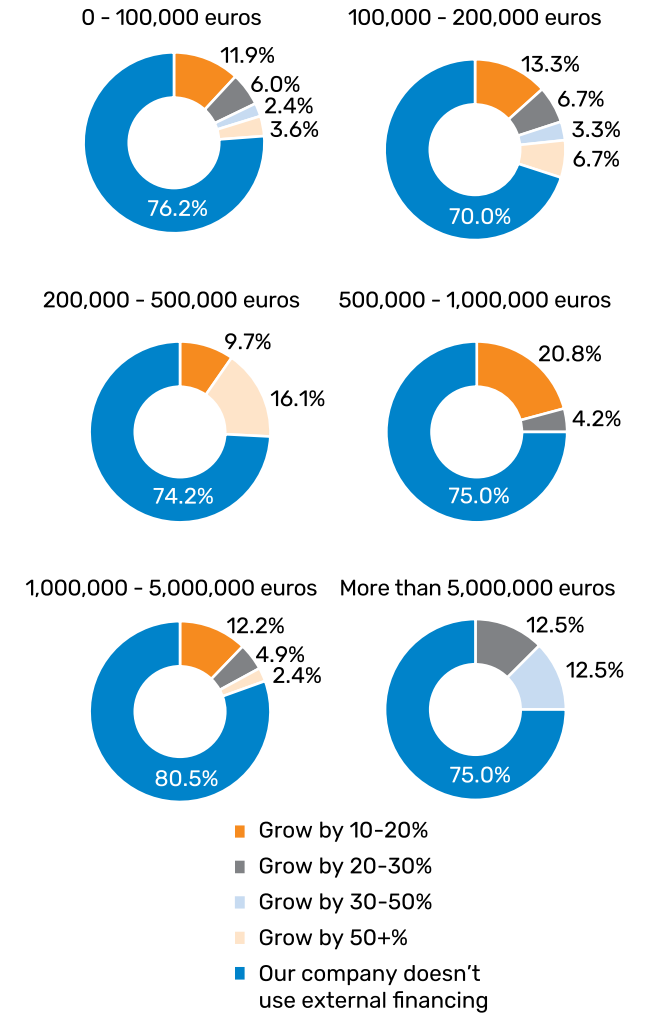 0 - 100,000 euros
11.9%
6.0%
2.4%
3.6%
76.2%
100,000 - 200,000 euros
13.3%
6.7%
3.3%
6.7%
70.0%
200,000 - 500,000 euros
9.7%
16.1%
74.2%
500,000 - 1,000,000 euros
20.8%
4.2%
75.0%
1,000,000 - 5,000,000 euros
12.2%
4.9%
2.4%
80.5%
More than 5,000,000 euros
12.5%
12.5%
75.0%
Grow by 10-20%
Grow by 20-30%
Grow by 30-50%
Grow by 50+%
Our company doesn't
use external financing